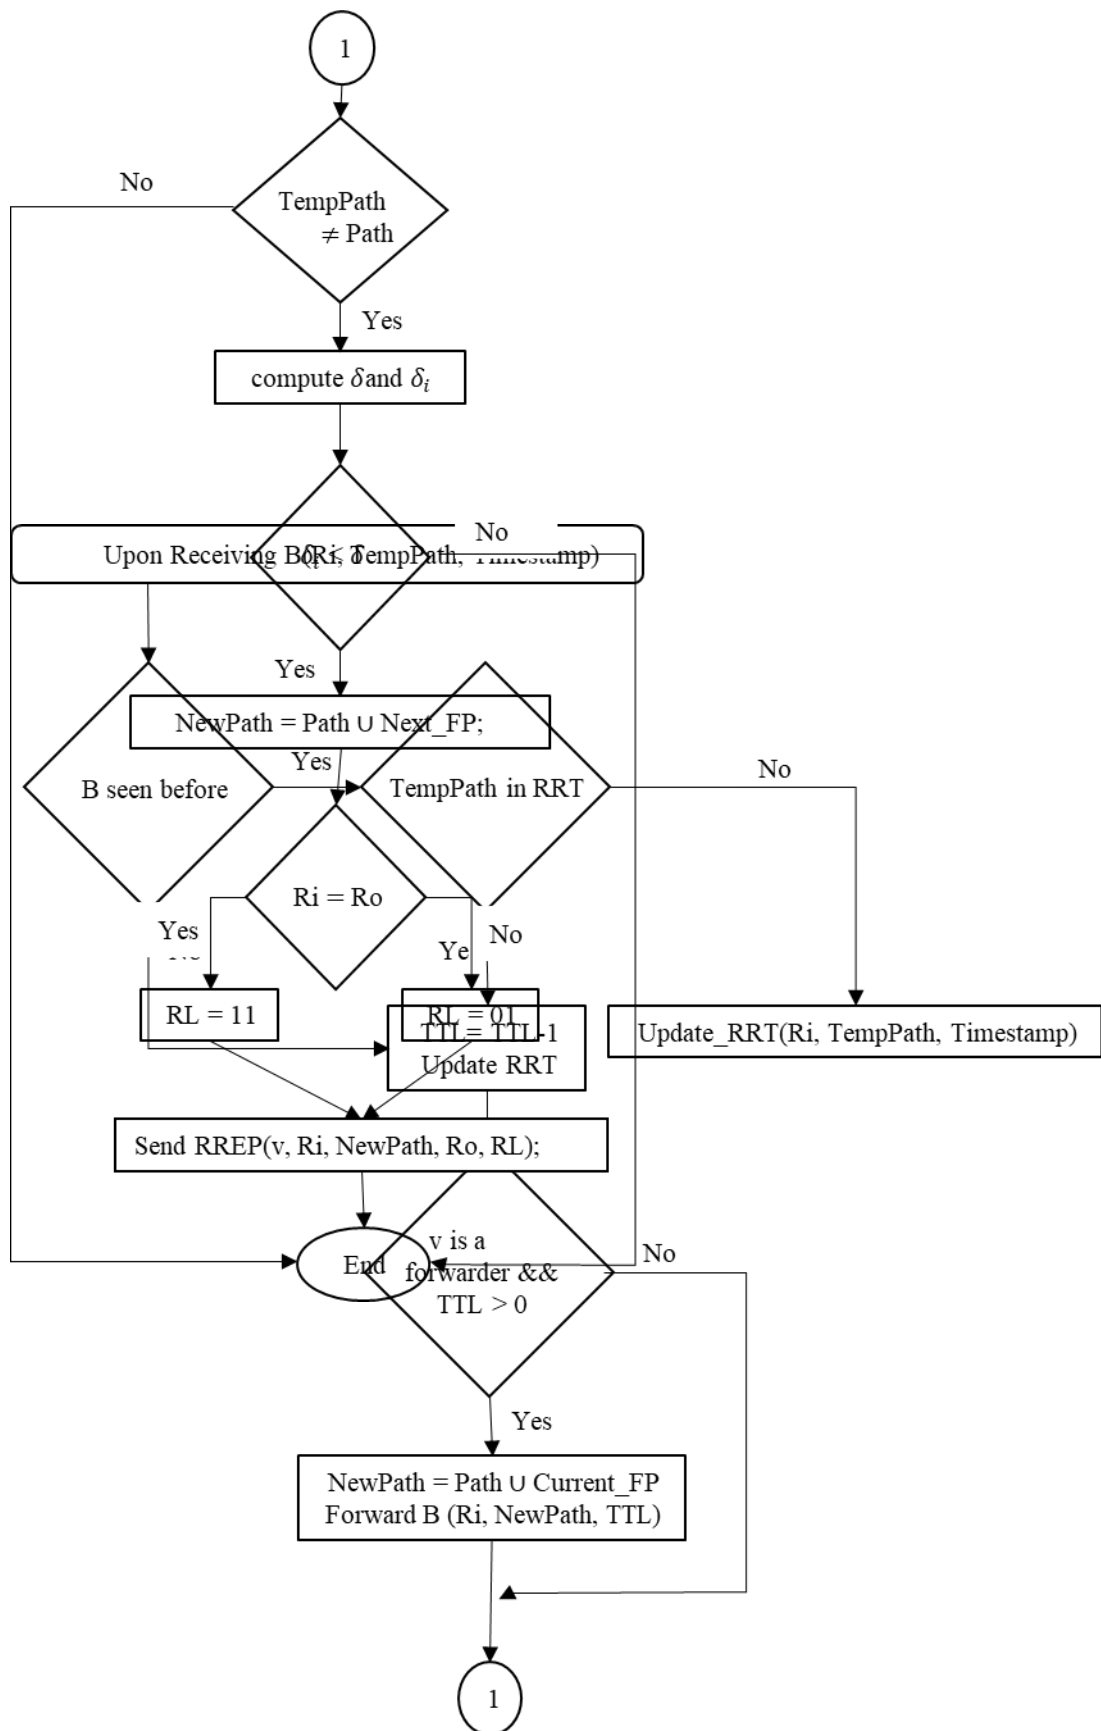 1
No
TempPath
≠ Path
Yes
compute δand δᵢ
No
Upon Receiving B(Ri, TempPath, Timestamp)
δᵢ ≤ δ
Yes
NewPath = Path ∪ Next_FP;
Yes
No
B seen before
TempPath in RRT
Ri = Ro
Yes
Ye
No
RL = 11
RL = 01
TTL= TTL-1
Update RRT
Update_RRT(Ri, TempPath, Timestamp)
Send RREP(v, Ri, NewPath, Ro, RL);
End
v is a
forwarder &&
TTL > 0
No
Yes
NewPath = Path ∪ Current_FP
Forward B (Ri, NewPath, TTL)
1